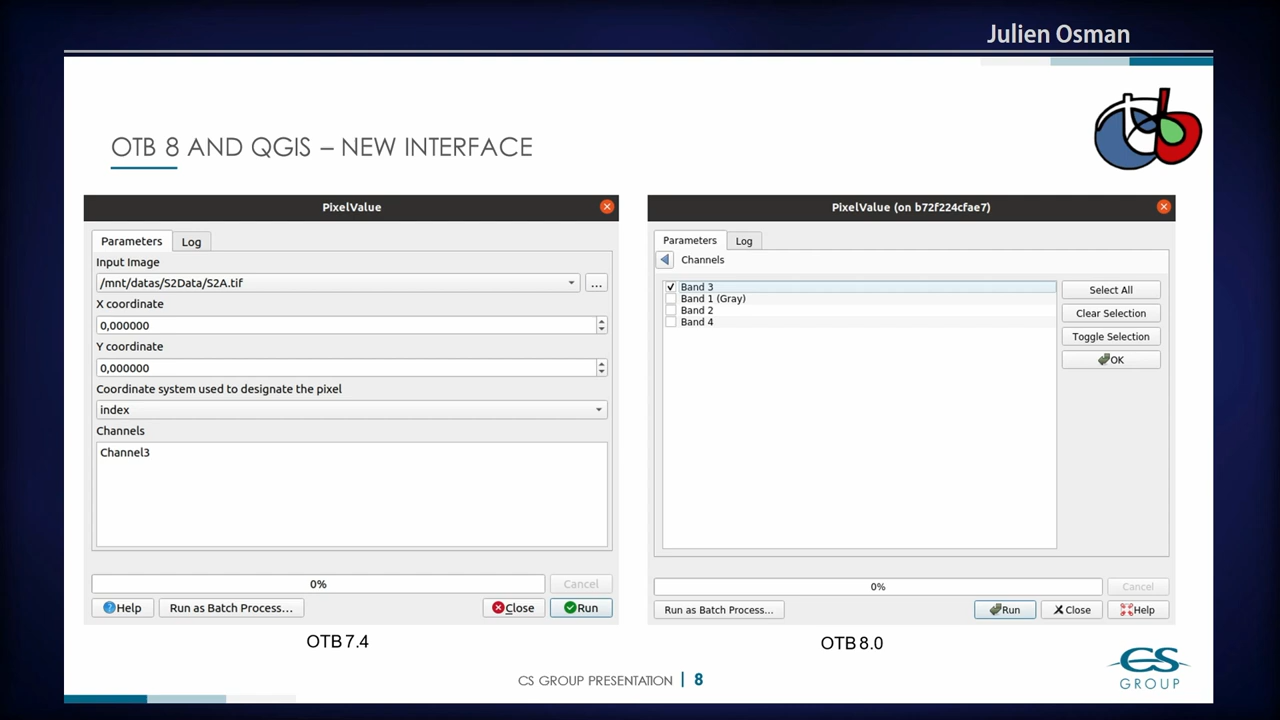 Julien Osman
OTB 8 AND QGIS – NEW INTERFACE
PixelValue
Parameters
Log
Input Image
/mnt/datas/S2Data/S2A.tif
...
X coordinate
0,000000
Y coordinate
0,000000
Coordinate system used to designate the pixel
index
Channels
Channel3
0%
Cancel
Help
Run as Batch Process...
Close
Run
OTB 7.4
PixelValue (on b72f224cfae7)
Parameters
Log
Channels
Band 3
Band 1 (Gray)
Band 2
Band 4
Select All
Clear Selection
Toggle Selection
OK
0%
Cancel
Run as Batch Process...
Run
Close
Help
OTB 8.0
CS GROUP PRESENTATION | 8
CS
GROUP